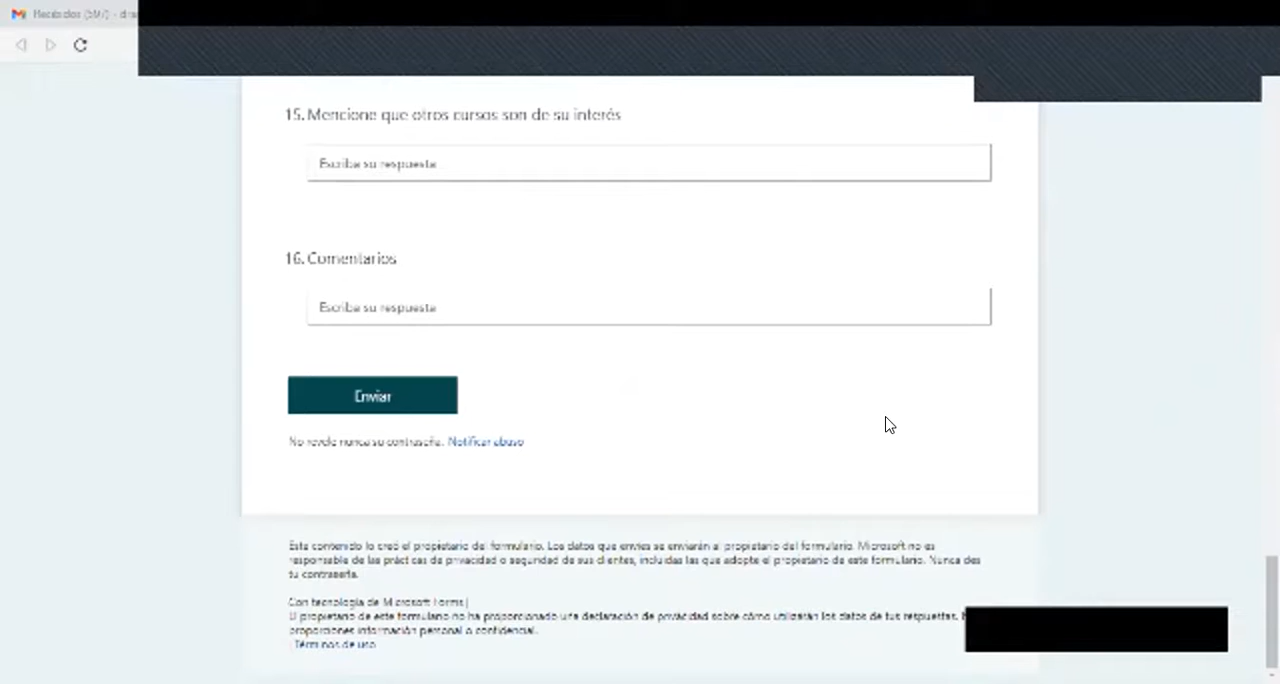 Recibidos (597) - d
15. Mencione que otros cursos son de su interés
Escriba su respuesta
16. Comentarios
Escriba su respuesta
Enviar
No revele nunca su contraseña. Notificar abuso
Este contenido lo creó el propietario del formulario. Los datos que envíes se enviarán al propietario del formulario. Microsoft no es
responsable de las prácticas de privacidad o seguridad de sus clientes, incluidas las que adopte el propietario de este formulario. Nunca des
tu contraseña.
Con tecnología de Microsoft Forms |
El propietario de este formulario no ha proporcionado una declaración de privacidad sobre cómo utilizarán los datos de tus respuestas.
proporciones información personal o confidencial.
| Términos de uso